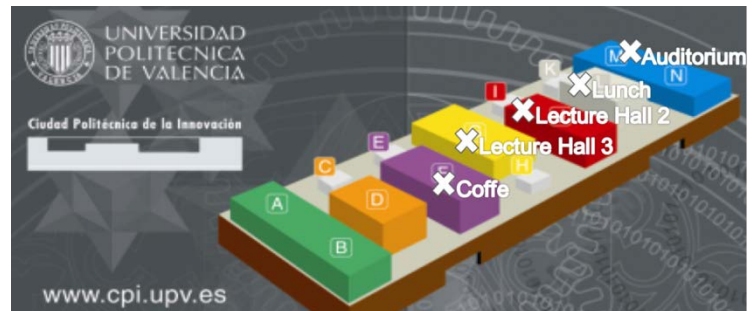 UNIVERSIDAD
POLITECNICA
DE VALENCIA
Ciudad Politécnica de la Innovación
www.cpi.upv.es
A
B
C
D
E
H
I
K
M
N
Auditorium
Lunch
Lecture Hall 2
Lecture Hall 3
Coffe